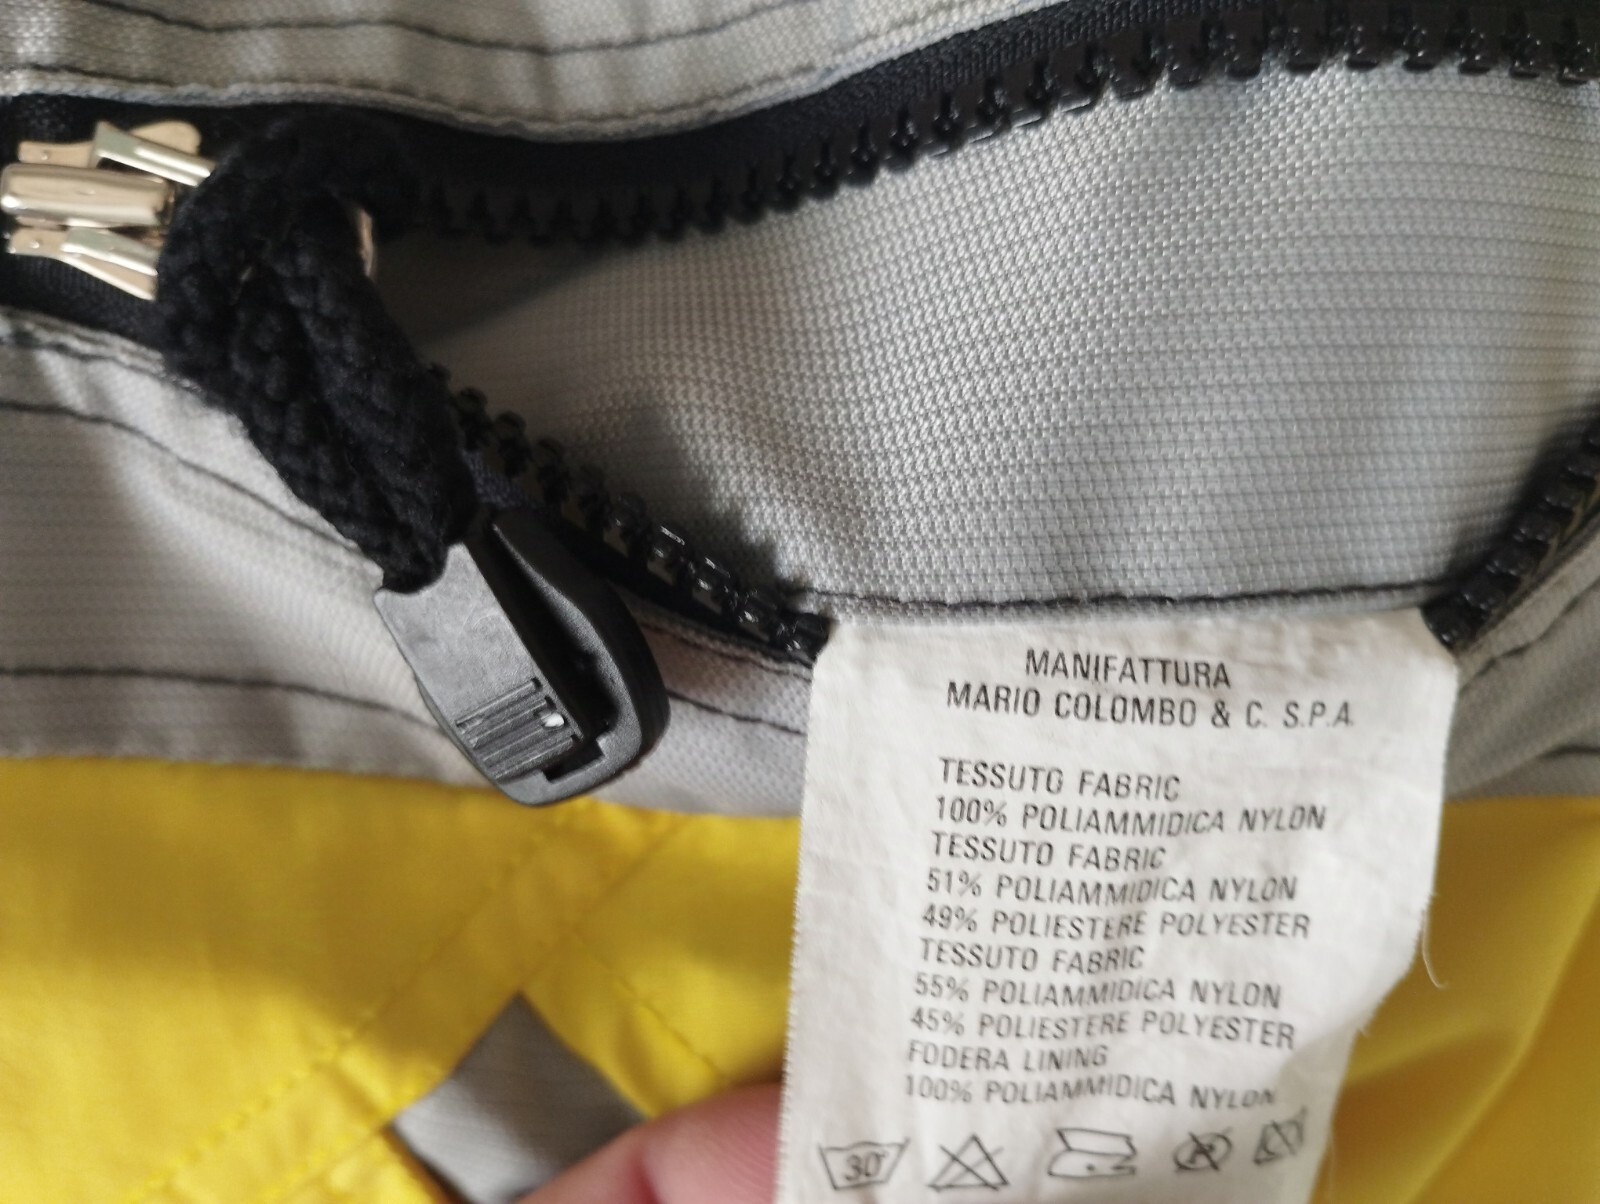 MANIFATTURA
MARIO COLOMBO & C. S.P.A.
TESSUTO FABRIC
100% POLIAMMIDICA NYLON
TESSUTO FABRIC
51% POLIAMMIDICA NYLON
49% POLIESTERE POLYESTER
TESSUTO FABRIC
55% POLIAMMIDICA NYLON
45% POLIESTERE POLYESTER
FODERA LINING
100% POLIAMMIDICA NYLON
30°